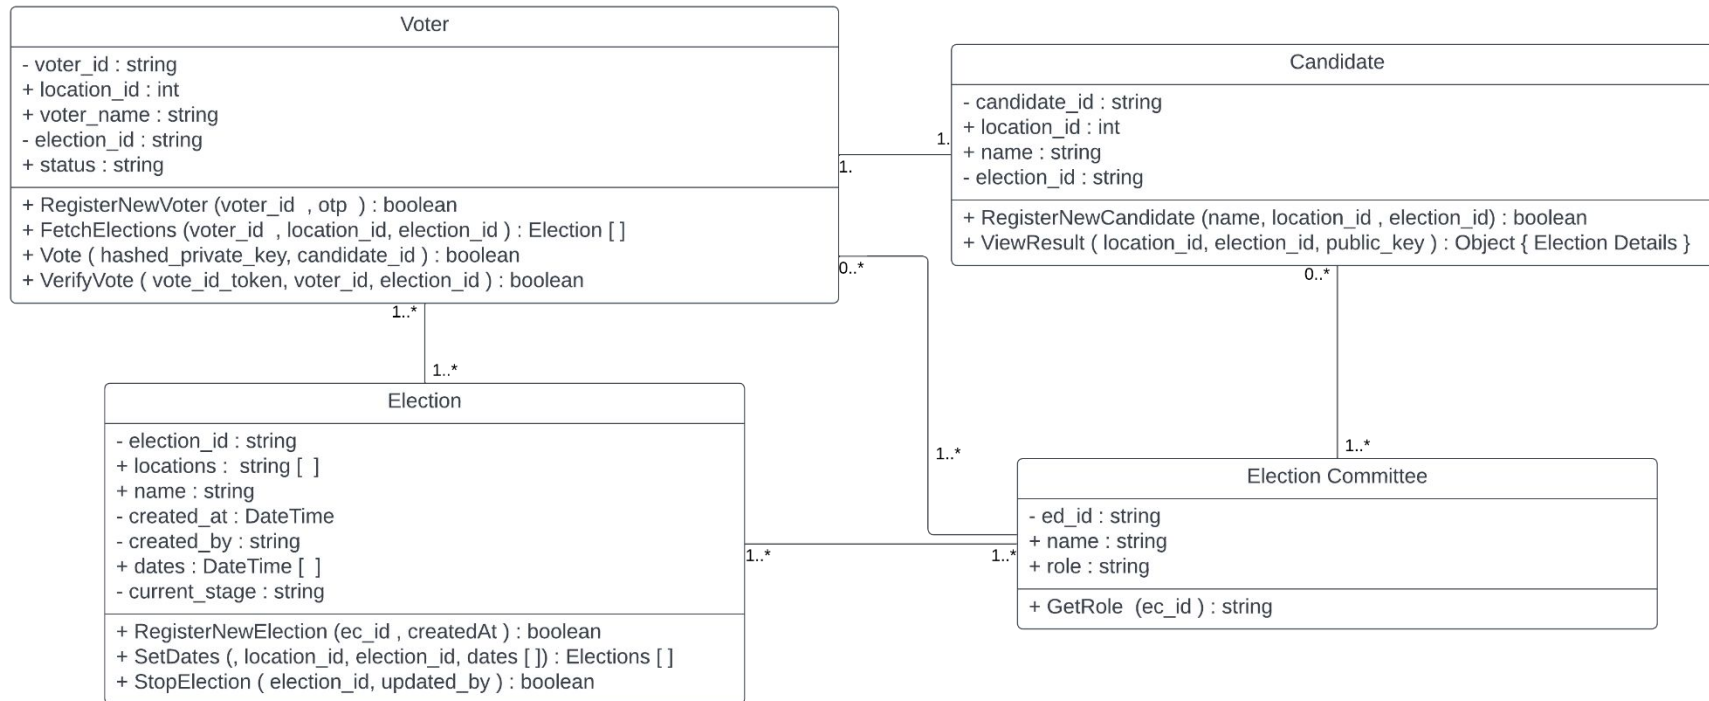 Voter
- voter_id : string
+ location_id : int
+ voter_name : string
- election_id : string
+ status : string
+ RegisterNewVoter (voter_id , otp ) : boolean
+ FetchElections (voter_id , location_id, election_id ) : Election [ ]
+ Vote ( hashed_private_key, candidate_id ) : boolean
+ VerifyVote ( vote_id_token, voter_id, election_id ) : boolean
Candidate
- candidate_id : string
+ location_id : int
+ name : string
- election_id : string
+ RegisterNewCandidate (name, location_id , election_id) : boolean
+ ViewResult ( location_id, election_id, public_key ) : Object { Election Details }
1.
1.
0..*
0..*
1..*
1..*
1..*
1..*
Election
- election_id : string
+ locations : string [ ]
+ name : string
- created_at : DateTime
- created_by : string
+ dates : DateTime [ ]
- current_stage : string
+ RegisterNewElection (ec_id , createdAt ) : boolean
+ SetDates (, location_id, election_id, dates [ ]) : Elections [ ]
+ StopElection ( election_id, updated_by ) : boolean
1..*
1..*
Election Committee
- ed_id : string
+ name : string
+ role : string
+ GetRole (ec_id ) : string